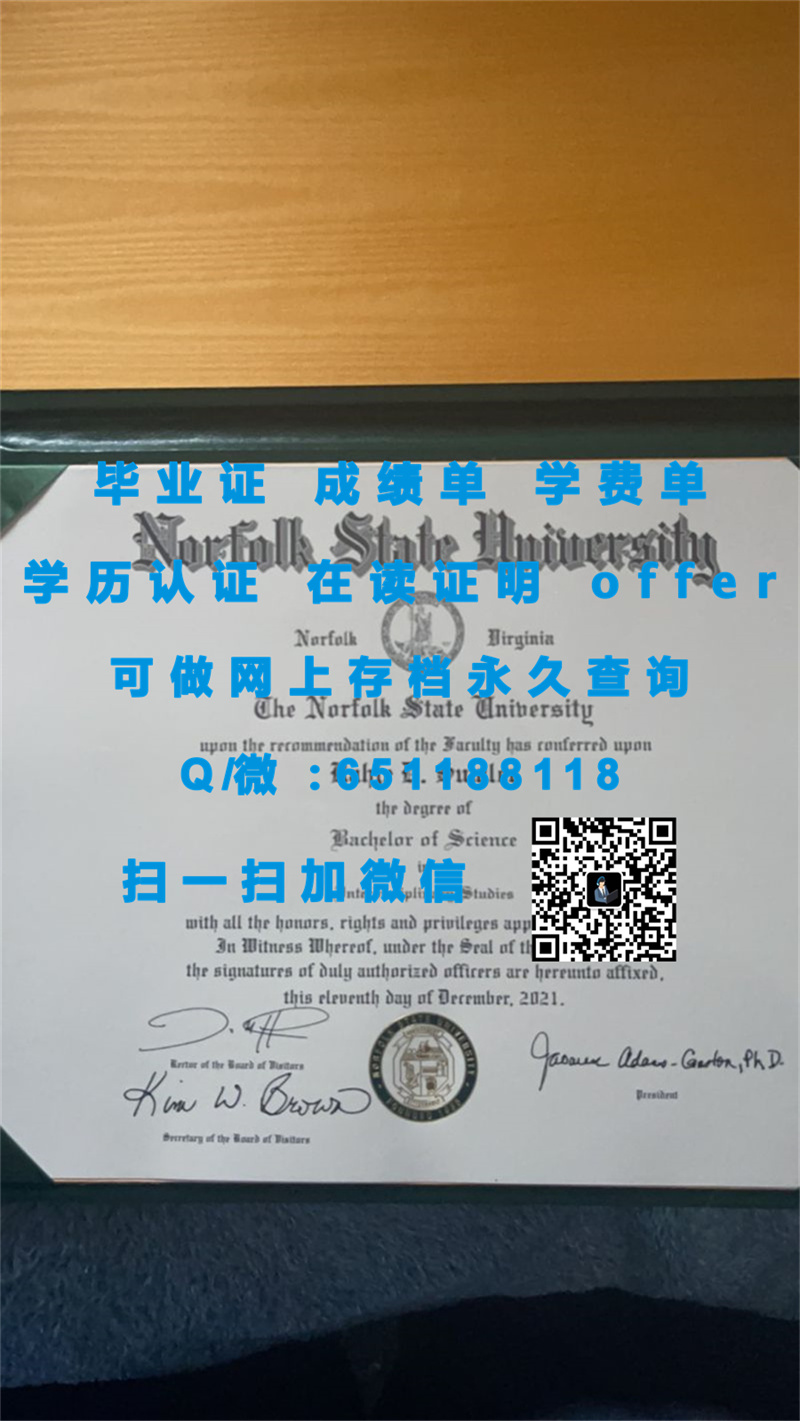 毕业证 成绩单 学费单
Norfolk State University
学历认证 在读证明 offer
Norfolk Virginia
可做网上存档永久查询
The Norfolk State University
upon the recommendation of the Faculty has conferred upon
Q/微:651188118
the degree of
Bachelor of Science
扫一扫加微信
Studies
with all the honors, rights and privileges
In Witness Whereof, under the Seal of
the signatures of duly authorized officers are hereunto affixed,
this eleventh day of December, 2021.
NORFOLK STATE UNIVERSITY
Rector of the Board of Visitors
Kim W. Brown
President
Secretary of the Board of Visitors